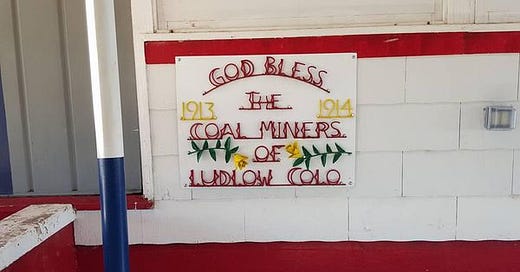 GOD BLESS
1913 THE 1914
COAL MINERS
OF
LUDLOW COLO